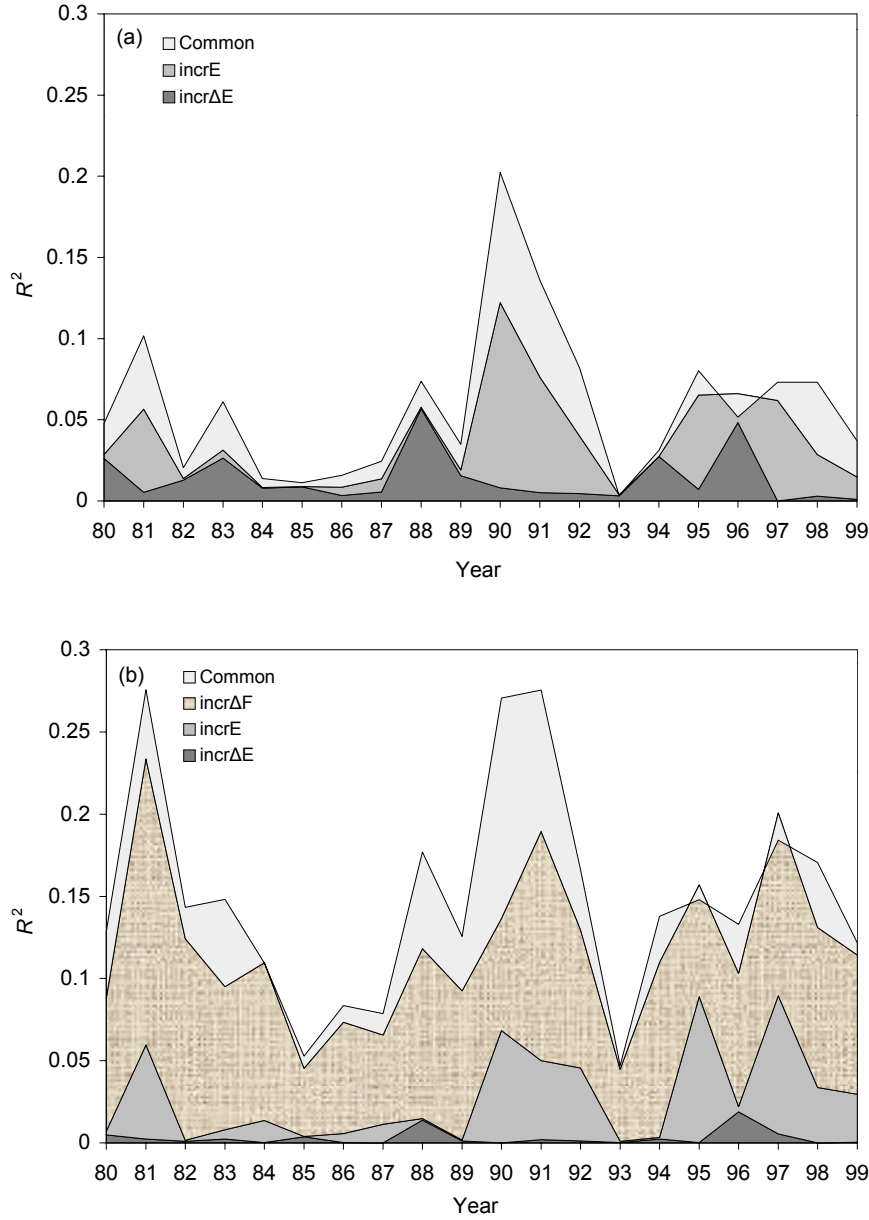 (a)
Common
incrE
incrΔE
0.3
0.25
0.2
0.15
0.1
0.05
0
R²
80 81 82 83 84 85 86 87 88 89 90 91 92 93 94 95 96 97 98 99
Year
(b)
Common
incrΔF
incrE
incrΔE
0.3
0.25
0.2
0.15
0.1
0.05
0
R²
80 81 82 83 84 85 86 87 88 89 90 91 92 93 94 95 96 97 98 99
Year